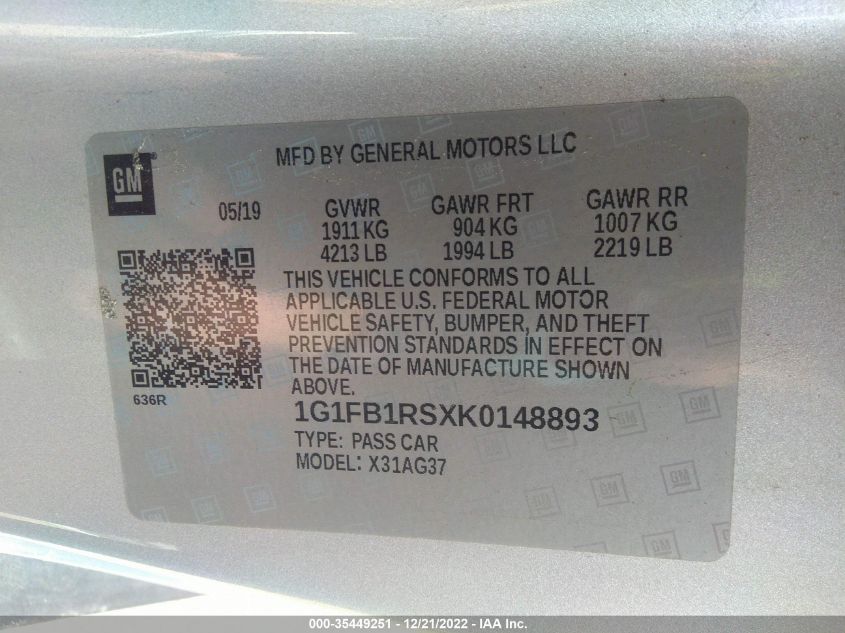 MFD BY GENERAL MOTORS LLC
GM
05/19
GVWR GAWR FRT GAWR RR
1911 KG 904 KG 1007 KG
4213 LB 1994 LB 2219 LB
THIS VEHICLE CONFORMS TO ALL
APPLICABLE U.S. FEDERAL MOTOR
VEHICLE SAFETY, BUMPER, AND THEFT
PREVENTION STANDARDS IN EFFECT ON
THE DATE OF MANUFACTURE SHOWN
ABOVE.
636R
1G1FB1RSXK0148893
TYPE: PASS CAR
MODEL: X31AG37
000-35449251 - 12/21/2022 - IAA Inc.